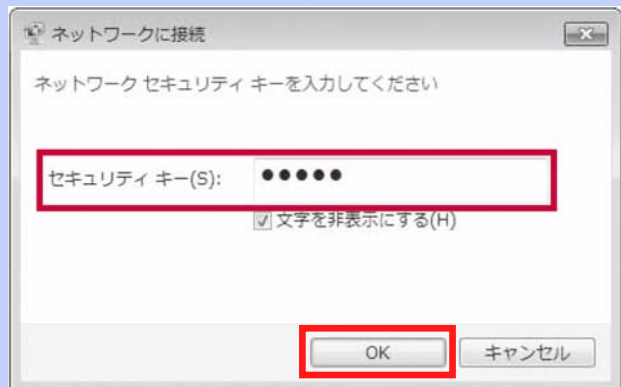 ネットワークに接続
ネットワーク セキュリティ キーを入力してください
セキュリティ キー(S): ●●●●●
文字を非表示にする(H)
OK キャンセル